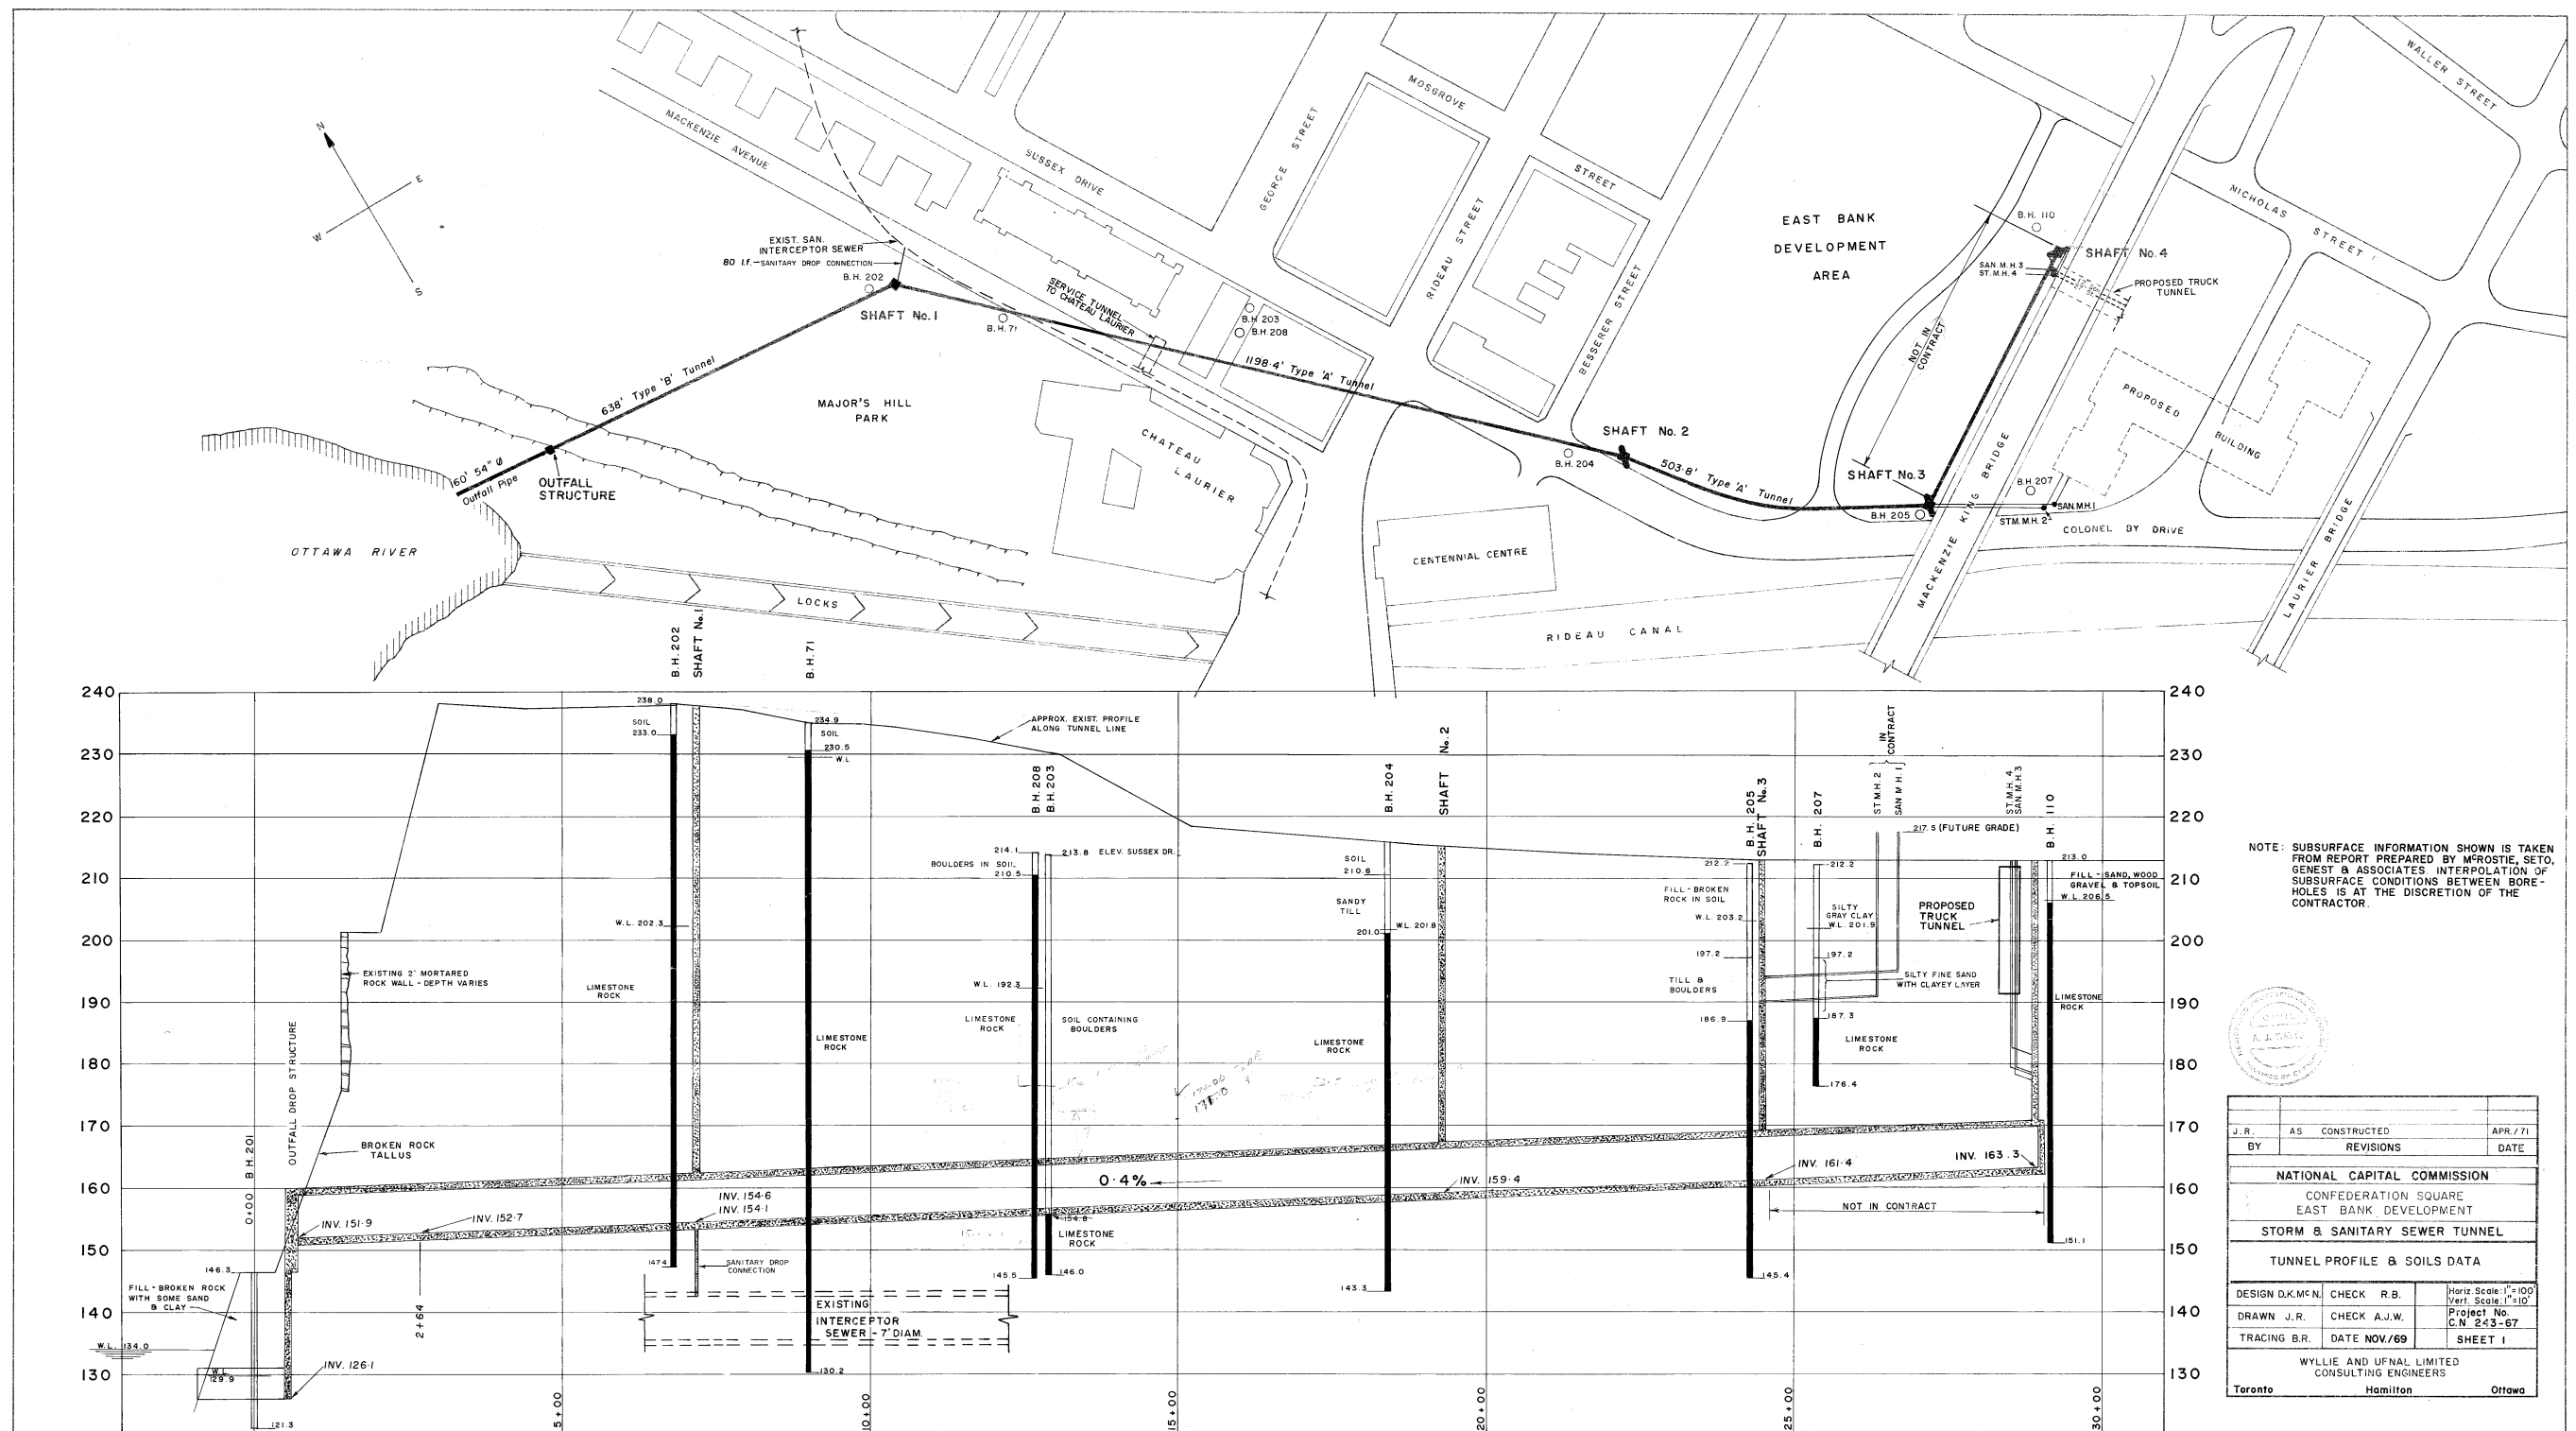 MACKENZIE AVENUE
SUSSEX DRIVE
GEORGE STREET
MOSGROVE
STREET
RIDEAU STREET
BESSERER STREET
WALLER STREET
NICHOLAS
STREET
N
E
W
S
EAST BANK
DEVELOPMENT
AREA
EXIST. SAN.
INTERCEPTOR SEWER
80 l.f.-SANITARY DROP CONNECTION
B.H. 202
SHAFT No. 1
B.H. 71
SERVICE TUNNEL
TO CHATEAU LAURIER
B.H. 203
B.H. 208
1198·4' Type 'A' Tunnel
638' Type 'B' Tunnel
MAJOR'S HILL
PARK
CHATEAU
LAURIER
160' 54" Ø
Outfall Pipe
OUTFALL
STRUCTURE
OTTAWA RIVER
LOCKS
SHAFT No. 2
B.H. 204
503·8' Type 'A' Tunnel
CENTENNIAL CENTRE
RIDEAU CANAL
NOT IN
CONTRACT
B.H. 110
SHAFT No. 4
SAN. M.H. 3
ST. M.H. 4
PROPOSED TRUCK
TUNNEL
SHAFT No. 3
B.H. 205
B.H. 207
SAN. M.H. 1
STM. M.H. 2
COLONEL BY DRIVE
MACKENZIE KING BRIDGE
LAURIER BRIDGE
PROPOSED
BUILDING
240
230
220
210
200
190
180
170
160
150
140
130
B.H. 202
SHAFT No. 1
B.H. 71
238.0
SOIL
233.0
234.9
SOIL
230.5
W.L.
APPROX. EXIST. PROFILE
ALONG TUNNEL LINE
B.H. 208
B.H. 203
214.1
BOULDERS IN SOIL
210.5
213.8 ELEV. SUSSEX DR.
B.H. 204
SHAFT No. 2
SOIL
210.6
SANDY
TILL
W.L. 201.8
201.0
W.L. 202.3
LIMESTONE
ROCK
EXISTING 2' MORTARED
ROCK WALL - DEPTH VARIES
W.L. 192.3
LIMESTONE
ROCK
SOIL CONTAINING
BOULDERS
LIMESTONE
ROCK
LIMESTONE
ROCK
B.H. 205
SHAFT No. 3
B.H. 207
ST.M.H. 2
SAN M.H. 1
IN
CONTRACT
ST.M.H. 4
SAN.M.H. 3
B.H. 110
217.5 (FUTURE GRADE)
212.2
212.2
213.0
FILL - BROKEN
ROCK IN SOIL
W.L. 203.2
197.2
TILL &
BOULDERS
186.9
SILTY
GRAY CLAY
W.L. 201.9
197.2
SILTY FINE SAND
WITH CLAYEY LAYER
187.3
LIMESTONE
ROCK
176.4
PROPOSED
TRUCK
TUNNEL
FILL - SAND, WOOD
GRAVEL & TOPSOIL
W.L. 206.5
LIMESTONE
ROCK
OUTFALL DROP STRUCTURE
BROKEN ROCK
TALLUS
0+00 B.H. 201
INV. 151.9
INV. 152.7
INV. 154.6
INV. 154.1
0·4%
INV. 159.4
INV. 161.4
INV. 163.3
NOT IN CONTRACT
154.8
LIMESTONE
ROCK
146.3
FILL-BROKEN ROCK
WITH SOME SAND
& CLAY
W.L. 134.0
W.L.
129.9
121.3
INV. 126.1
2+64
147.4
SANITARY DROP
CONNECTION
EXISTING
INTERCEPTOR
SEWER - 7' DIAM.
130.2
145.5
146.0
143.3
145.4
151.1
5+00
10+00
15+00
20+00
25+00
30+00
240
230
220
210
200
190
180
170
160
150
140
130
NOTE: SUBSURFACE INFORMATION SHOWN IS TAKEN
FROM REPORT PREPARED BY McROSTIE, SETO,
GENEST & ASSOCIATES. INTERPOLATION OF
SUBSURFACE CONDITIONS BETWEEN BORE-
HOLES IS AT THE DISCRETION OF THE
CONTRACTOR.
J.R. AS CONSTRUCTED APR./71
BY REVISIONS DATE
NATIONAL CAPITAL COMMISSION
CONFEDERATION SQUARE
EAST BANK DEVELOPMENT
STORM & SANITARY SEWER TUNNEL
TUNNEL PROFILE & SOILS DATA
DESIGN D.K.McN. CHECK R.B. Horiz. Scale: 1"=100'
Vert. Scale: 1"=10'
DRAWN J.R. CHECK A.J.W. Project No.
C.N. 243-67
TRACING B.R. DATE NOV./69 SHEET 1
WYLLIE AND UFNAL LIMITED
CONSULTING ENGINEERS
Toronto Hamilton Ottawa